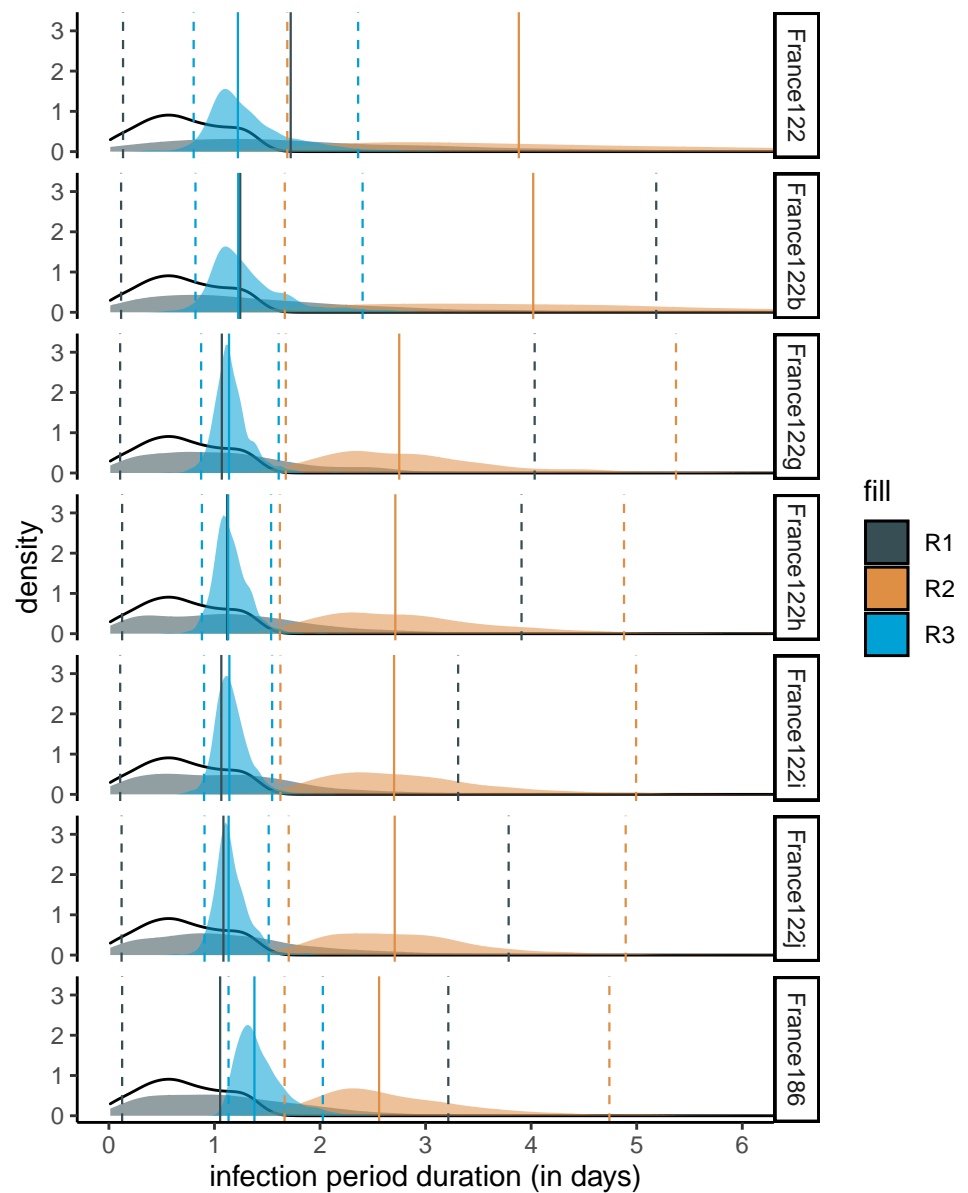 3
2
1
0
France122
3
2
1
0
France122b
3
2
1
0
France122g
3
2
1
0
France122h
3
2
1
0
France122i
3
2
1
0
France122j
3
2
1
0
France186
density
0 1 2 3 4 5 6
infection period duration (in days)
fill
R1
R2
R3